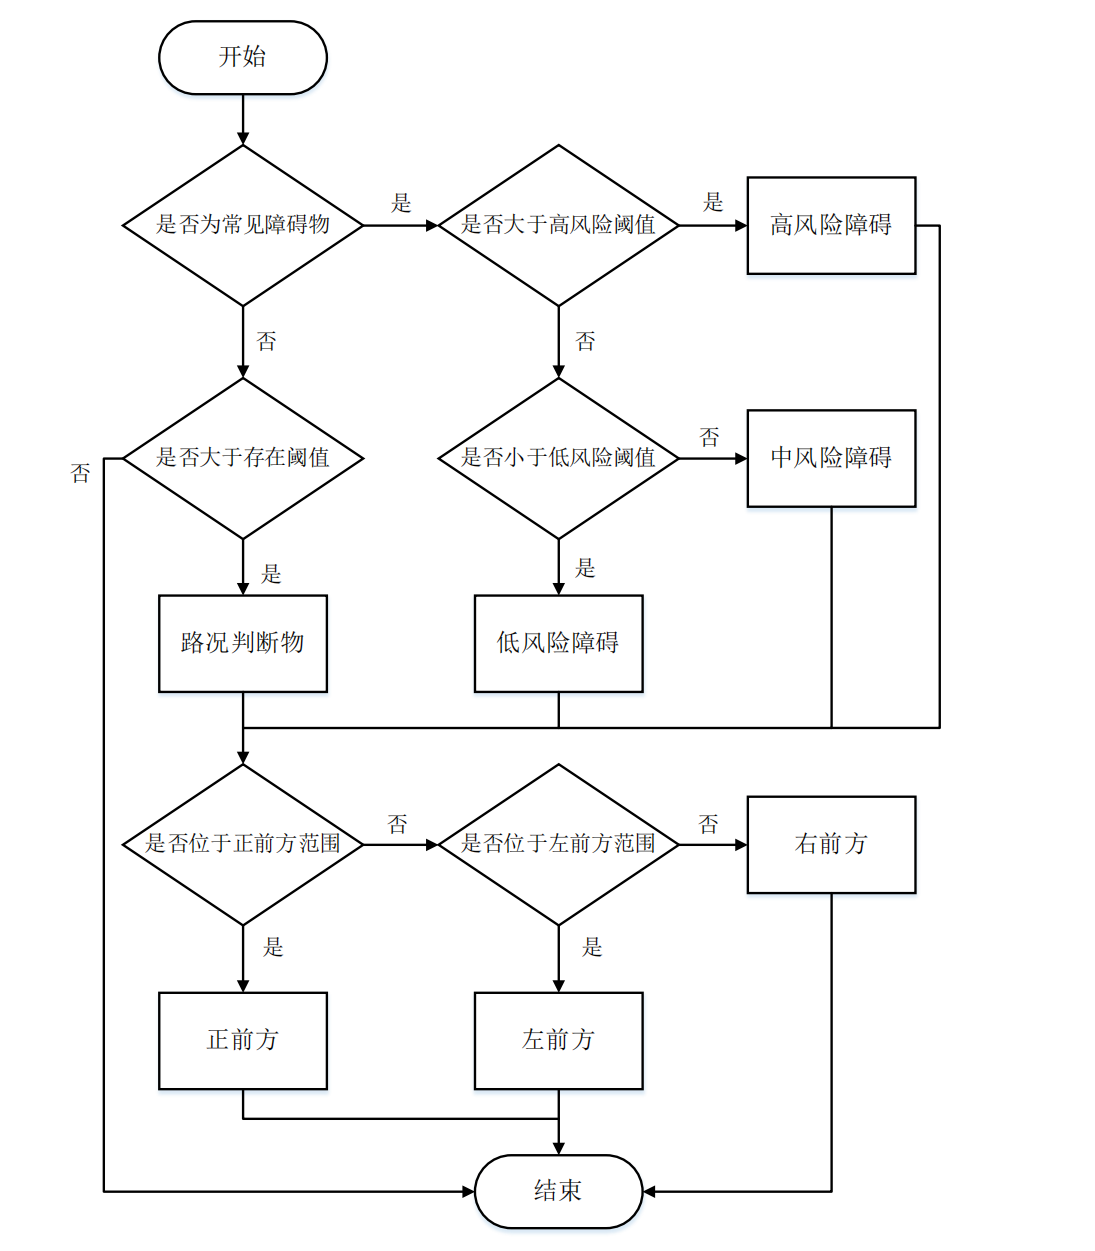 开始
是否为常见障碍物
是
是否大于高风险阈值
是
高风险障碍
否
否
是否大于存在阈值
是否小于低风险阈值
否
中风险障碍
否
是
是
路况判断物
低风险障碍
是否位于正前方范围
否
是否位于左前方范围
否
右前方
是
是
正前方
左前方
结束